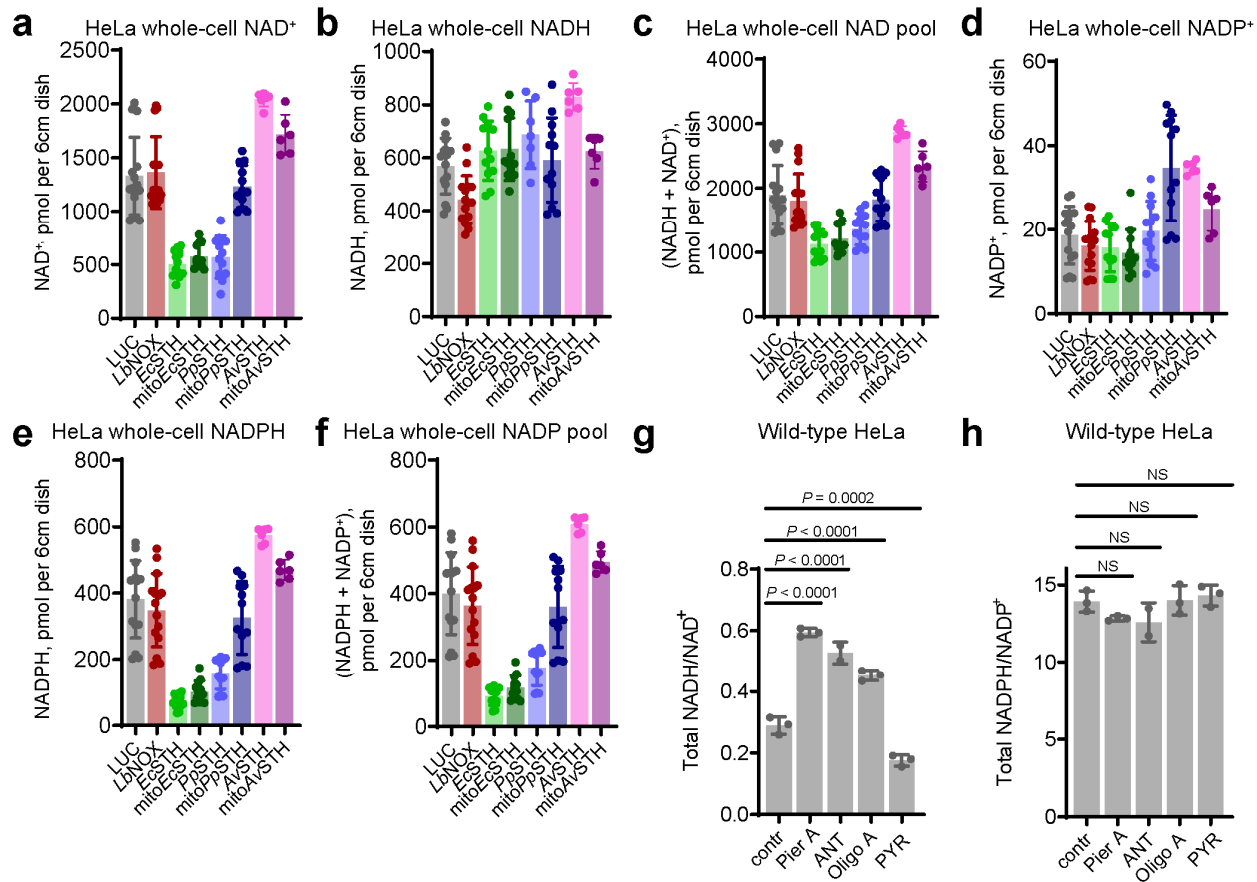 a HeLa whole-cell NAD⁺
NAD⁺, pmol per 6cm dish
2500
2000
1500
1000
500
0
LUC
LbNOX
EcSTH
mitoEcSTH
PpSTH
mitoPpSTH
AvSTH
mitoAvSTH
b HeLa whole-cell NADH
NADH, pmol per 6cm dish
1000
800
600
400
200
0
LUC
LbNOX
EcSTH
mitoEcSTH
PpSTH
mitoPpSTH
AvSTH
mitoAvSTH
c HeLa whole-cell NAD pool
(NADH + NAD⁺),
pmol per 6cm dish
4000
3000
2000
1000
0
LUC
LbNOX
EcSTH
mitoEcSTH
PpSTH
mitoPpSTH
AvSTH
mitoAvSTH
d HeLa whole-cell NADP⁺
NADP⁺, pmol per 6cm dish
60
40
20
0
LUC
LbNOX
EcSTH
mitoEcSTH
PpSTH
mitoPpSTH
AvSTH
mitoAvSTH
e HeLa whole-cell NADPH
NADPH, pmol per 6cm dish
800
600
400
200
0
LUC
LbNOX
EcSTH
mitoEcSTH
PpSTH
mitoPpSTH
AvSTH
mitoAvSTH
f HeLa whole-cell NADP pool
(NADPH + NADP⁺),
pmol per 6cm dish
800
600
400
200
0
LUC
LbNOX
EcSTH
mitoEcSTH
PpSTH
mitoPpSTH
AvSTH
mitoAvSTH
g Wild-type HeLa
P = 0.0002
P < 0.0001
P < 0.0001
P < 0.0001
Total NADH/NAD⁺
0.8
0.6
0.4
0.2
0.0
contr
Pier A
ANT
Oligo A
PYR
h Wild-type HeLa
NS
NS
NS
NS
Total NADPH/NADP⁺
15
10
5
0
contr
Pier A
ANT
Oligo A
PYR